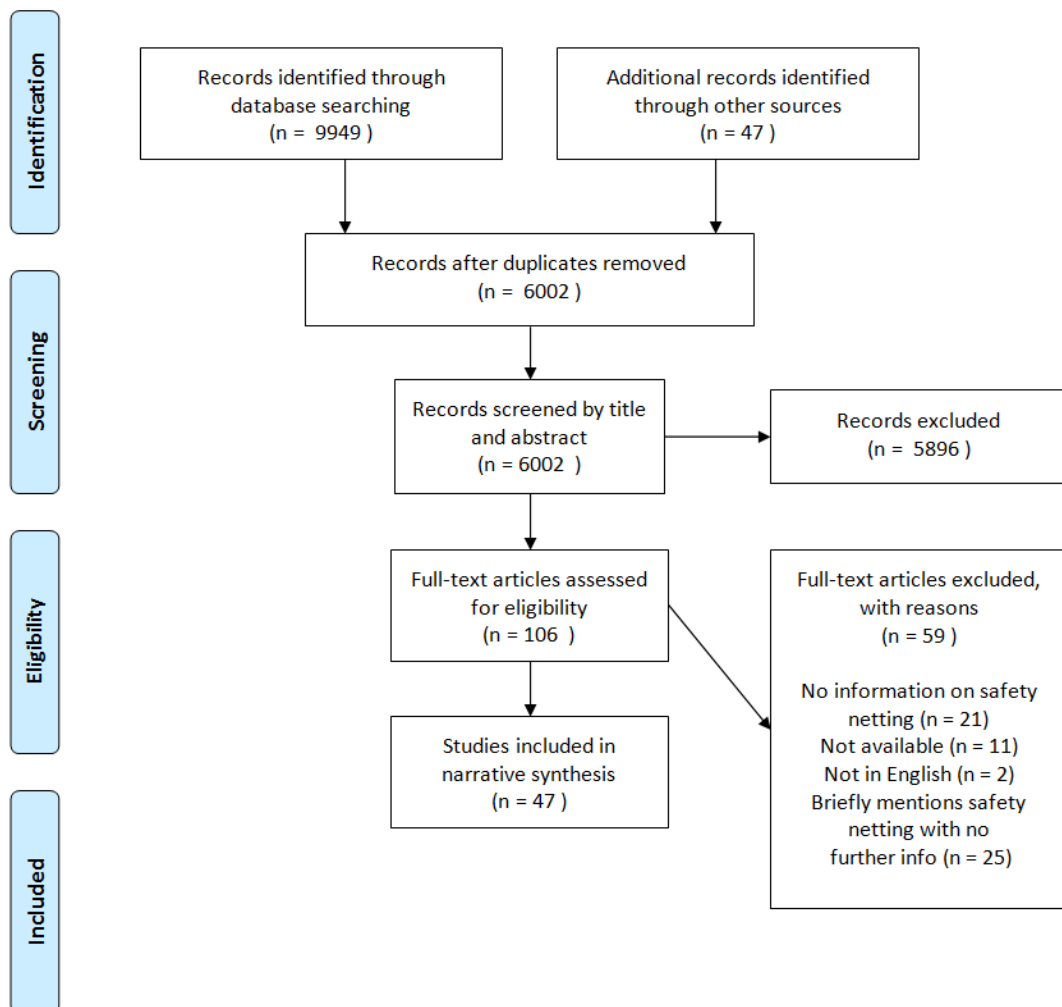 Identification
Records identified through
database searching
(n = 9949 )
Additional records identified
through other sources
(n = 47 )
Records after duplicates removed
(n = 6002 )
Screening
Records screened by title
and abstract
(n = 6002 )
Records excluded
(n = 5896 )
Eligibility
Full-text articles assessed
for eligibility
(n = 106 )
Full-text articles excluded,
with reasons
(n = 59 )
No information on safety
netting (n = 21)
Not available (n = 11)
Not in English (n = 2)
Briefly mentions safety
netting with no
further info (n = 25)
Included
Studies included in
narrative synthesis
(n = 47 )